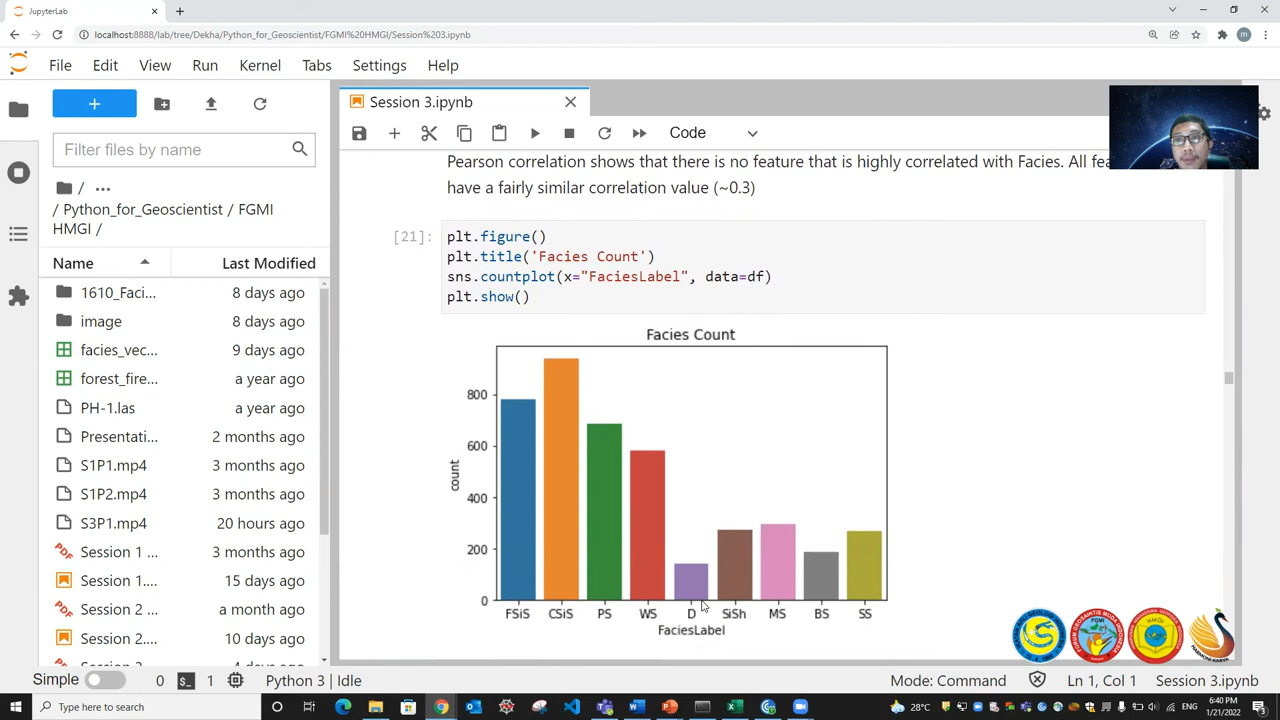 JupyterLab
localhost:8888/lab/tree/Dekha/Python_for_Geoscientist/FGMI%20HMGI/Session%203.ipynb
m
File Edit View Run Kernel Tabs Settings Help
Session 3.ipynb
Code
Filter files by name
/ ...
/ Python_for_Geoscientist / FGMI
HMGI /
Name Last Modified
1610_Faci... 8 days ago
image 8 days ago
facies_vec... 9 days ago
forest_fire... a year ago
PH-1.las a year ago
Presentati... 2 months ago
S1P1.mp4 3 months ago
S1P2.mp4 3 months ago
S3P1.mp4 20 hours ago
Session 1 ... 3 months ago
Session 1.... 15 days ago
Session 2 ... a month ago
Session 2.... 10 days ago
Pearson correlation shows that there is no feature that is highly correlated with Facies. All
have a fairly similar correlation value (~0.3)
[21]:
plt.figure()
plt.title('Facies Count')
sns.countplot(x="FaciesLabel", data=df)
plt.show()
Facies Count
count
800
600
400
200
0
FSiS CSiS PS WS D SiSh MS BS SS
FaciesLabel
Simple 0 1 Python 3 | Idle Mode: Command Ln 1, Col 1 Session 3.ipynb
Type here to search
28°C
6:40 PM
1/21/2022